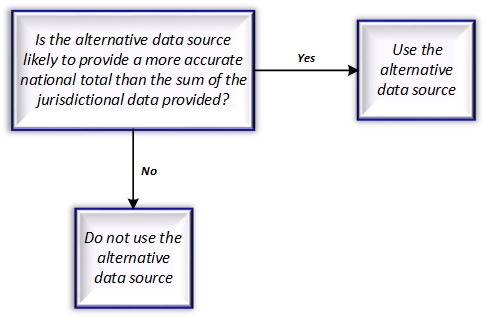 Is the alternative data source
likely to provide a more accurate
national total than the sum of the
jurisdictional data provided?
Yes
Use the
alternative
data source
No
Do not use the
alternative
data source